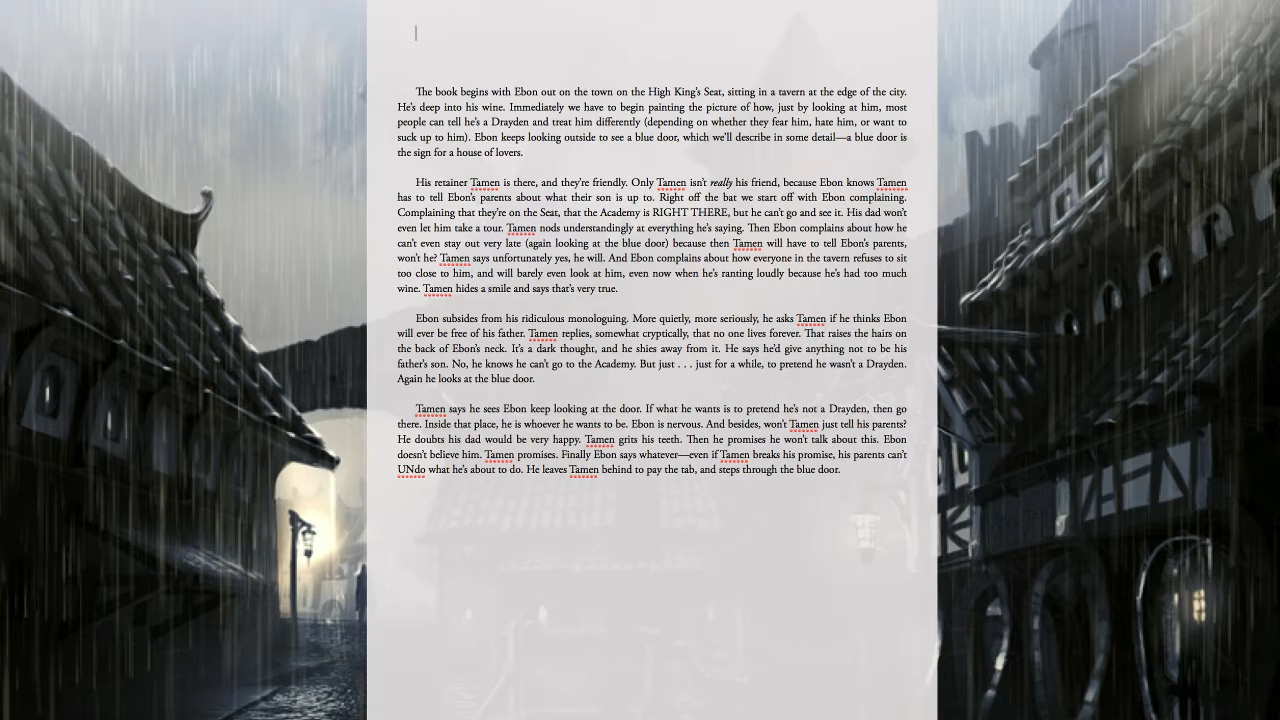 The book begins with Ebon out on the town on the High King's Seat, sitting in a tavern at the edge of the city.
He's deep into his wine. Immediately we have to begin painting the picture of how, just by looking at him, most
people can tell he's a Drayden and treat him differently (depending on whether they fear him, hate him, or want to
suck up to him). Ebon keeps looking outside to see a blue door, which we'll describe in some detail—a blue door is
the sign for a house of lovers.
His retainer Tamen is there, and they're friendly. Only Tamen isn't really his friend, because Ebon knows Tamen
has to tell Ebon's parents about what their son is up to. Right off the bat we start off with Ebon complaining.
Complaining that they're on the Seat, that the Academy is RIGHT THERE, but he can't go and see it. His dad won't
even let him take a tour. Tamen nods understandingly at everything he's saying. Then Ebon complains about how he
can't even stay out very late (again looking at the blue door) because then Tamen will have to tell Ebon's parents,
won't he? Tamen says unfortunately yes, he will. And Ebon complains about how everyone in the tavern refuses to sit
too close to him, and will barely even look at him, even now when he's ranting loudly because he's had too much
wine. Tamen hides a smile and says that's very true.
Ebon subsides from his ridiculous monologuing. More quietly, more seriously, he asks Tamen if he thinks Ebon
will ever be free of his father. Tamen replies, somewhat cryptically, that no one lives forever. That raises the hairs on
the back of Ebon's neck. It's a dark thought, and he shies away from it. He says he'd give anything not to be his
father's son. No, he knows he can't go to the Academy. But just . . . just for a while, to pretend he wasn't a Drayden.
Again he looks at the blue door.
Tamen says he sees Ebon keep looking at the door. If what he wants is to pretend he's not a Drayden, then go
there. Inside that place, he is whoever he wants to be. Ebon is nervous. And besides, won't Tamen just tell his parents?
He doubts his dad would be very happy. Tamen grits his teeth. Then he promises he won't talk about this. Ebon
doesn't believe him. Tamen promises. Finally Ebon says whatever—even if Tamen breaks his promise, his parents can't
UNdo what he's about to do. He leaves Tamen behind to pay the tab, and steps through the blue door.